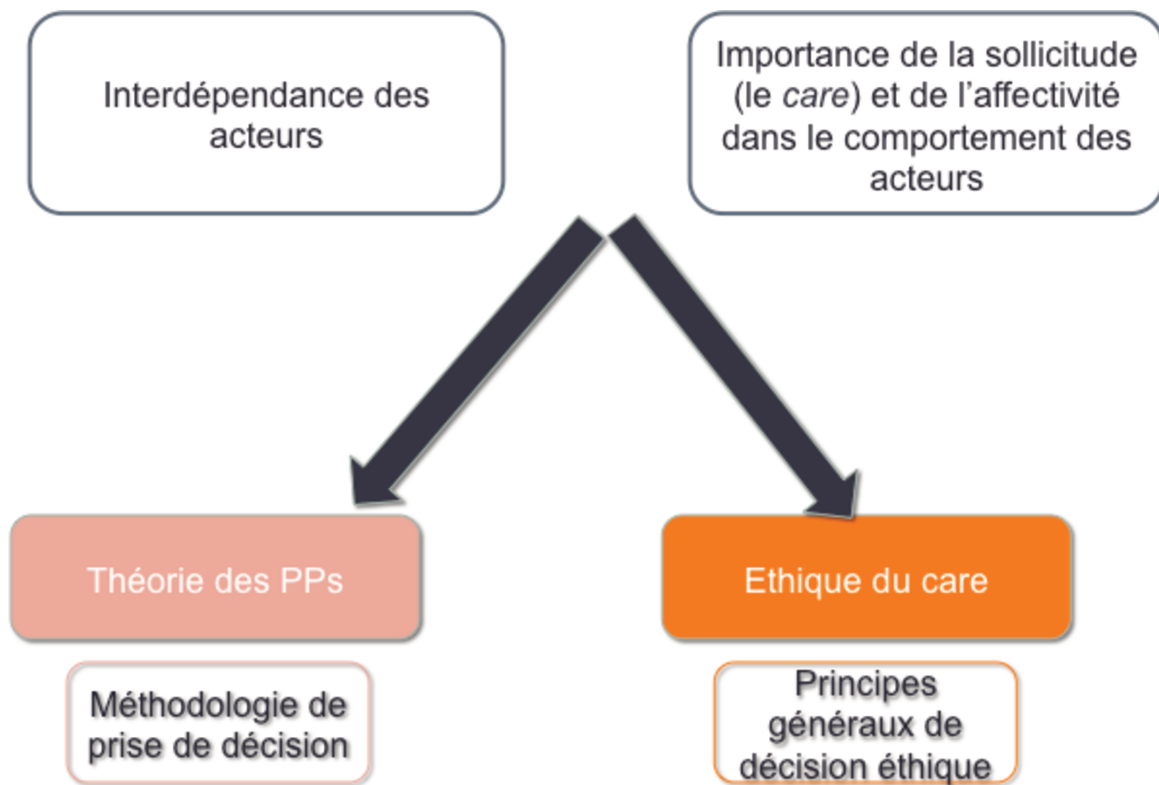 Interdépendance des
acteurs
Importance de la sollicitude
(le care) et de l’affectivité
dans le comportement des
acteurs
Théorie des PPs
Ethique du care
Méthodologie de
prise de décision
Principes
généraux de
décision éthique